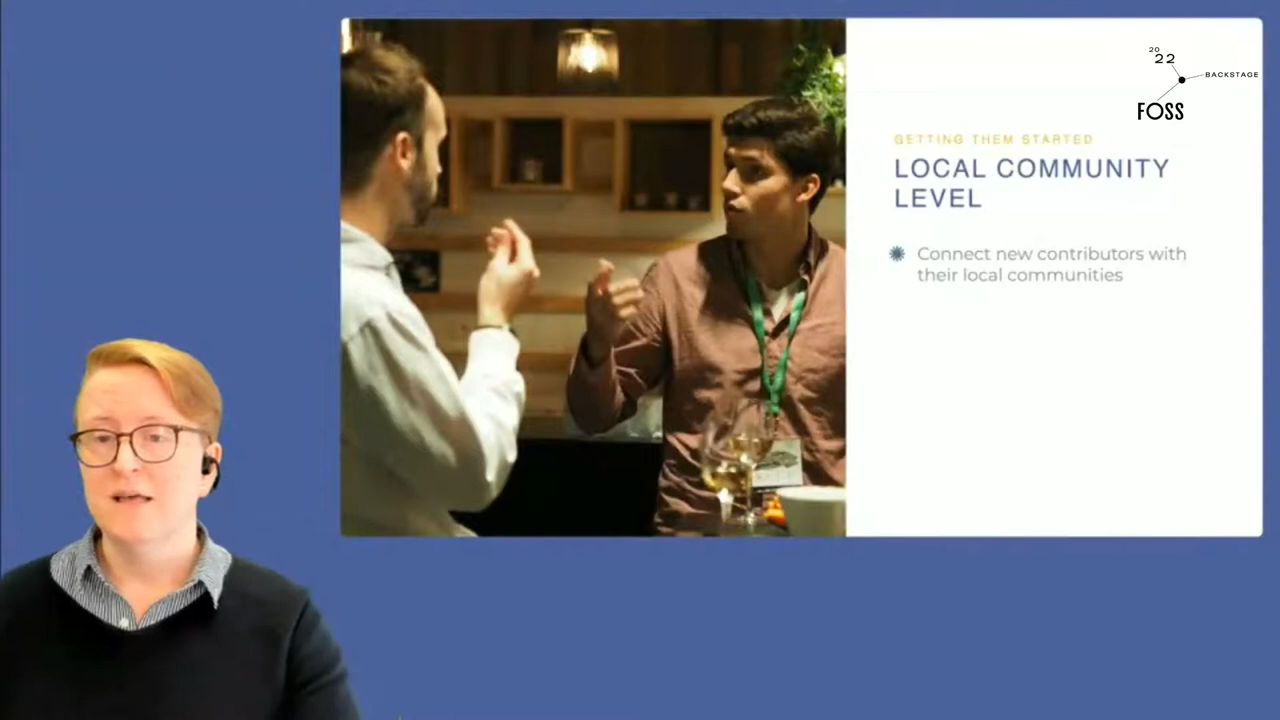 20
22
BACKSTAGE
FOSS
GETTING THEM STARTED
LOCAL COMMUNITY
LEVEL
Connect new contributors with
their local communities